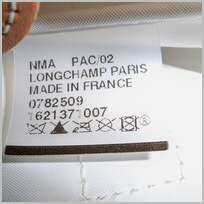 NMA PAC/02
LONGCHAMP PARIS
MADE IN FRANCE
0782509
1621371007